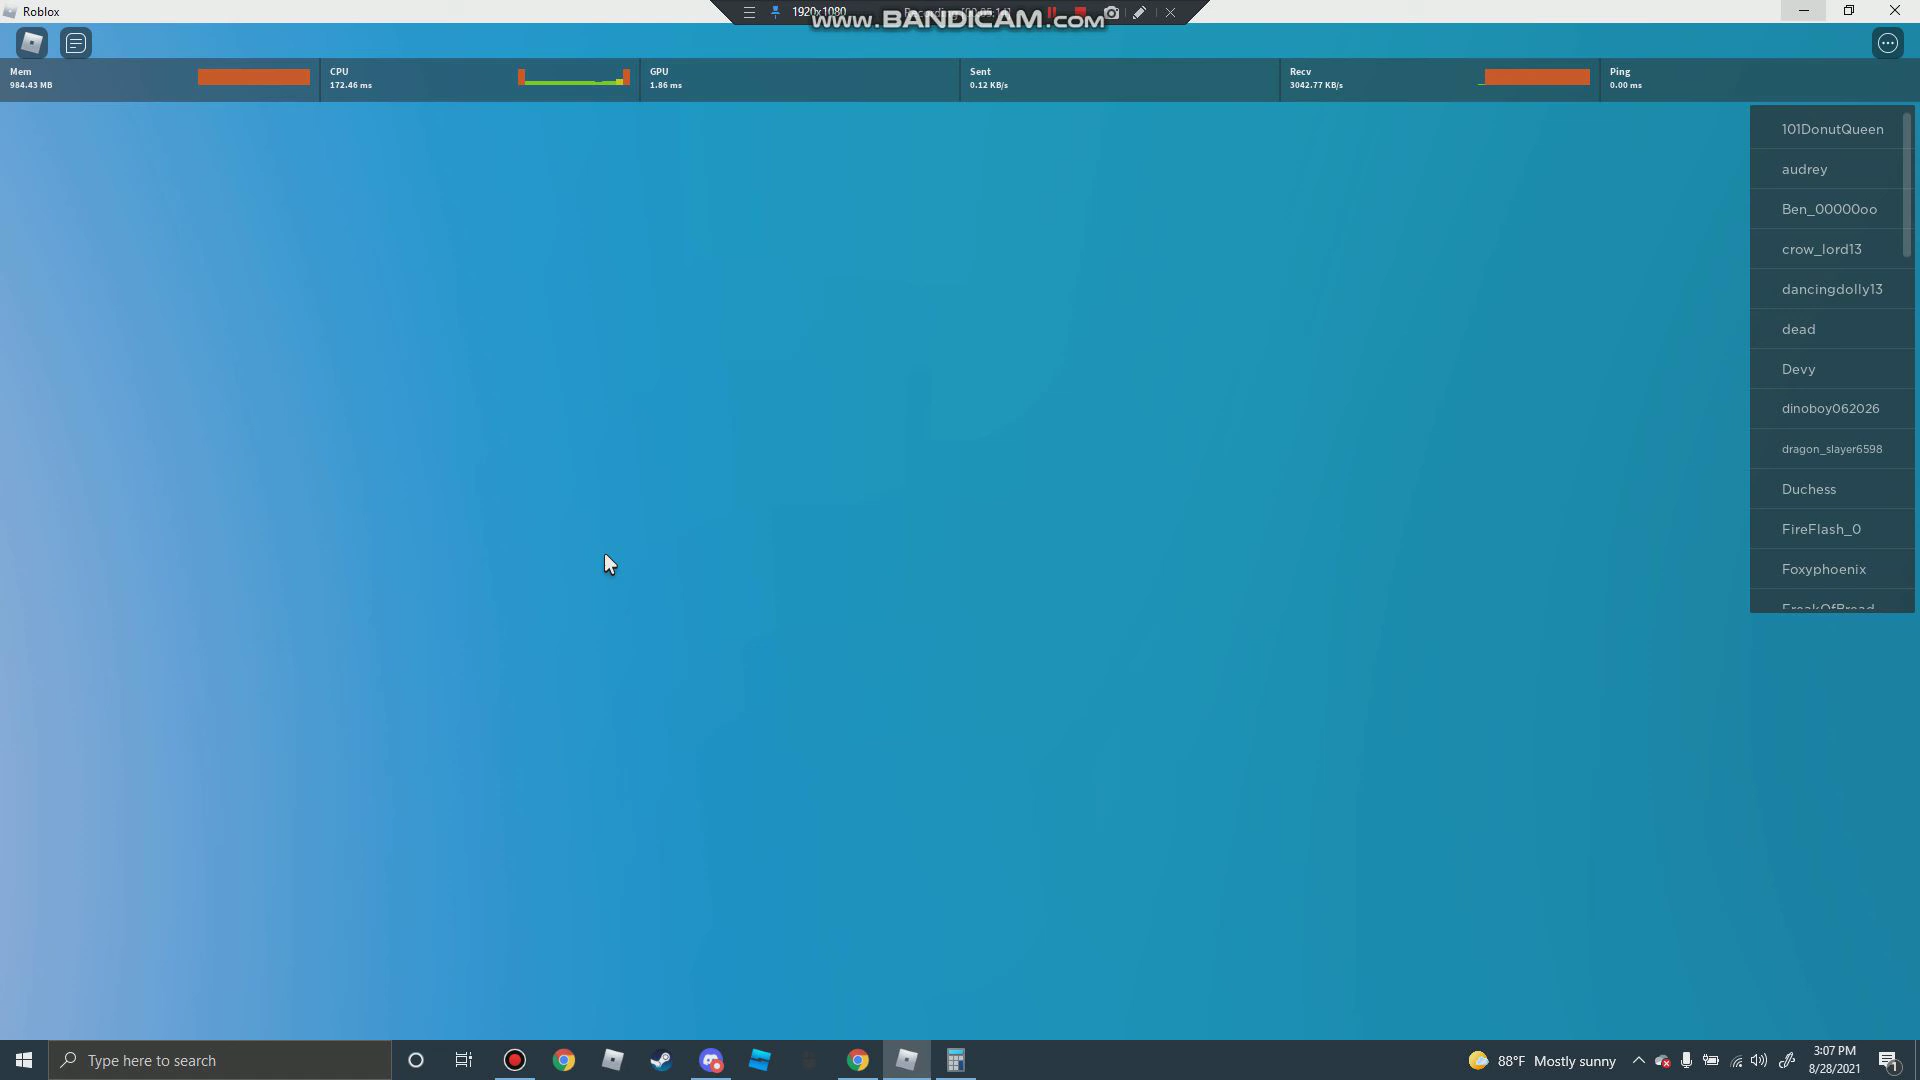 Roblox
1920x1080
www.BANDICAM.com
Mem
984.43 MB
CPU
172.46 ms
GPU
1.86 ms
Sent
0.12 KB/s
Recv
3042.77 KB/s
Ping
0.00 ms
101DonutQueen
audrey
Ben_00000oo
crow_lord13
dancingdolly13
dead
Devy
dinoboy062026
dragon_slayer6598
Duchess
FireFlash_0
Foxyphoenix
FreakOfBread
Type here to search
88°F Mostly sunny
3:07 PM
8/28/2021
1